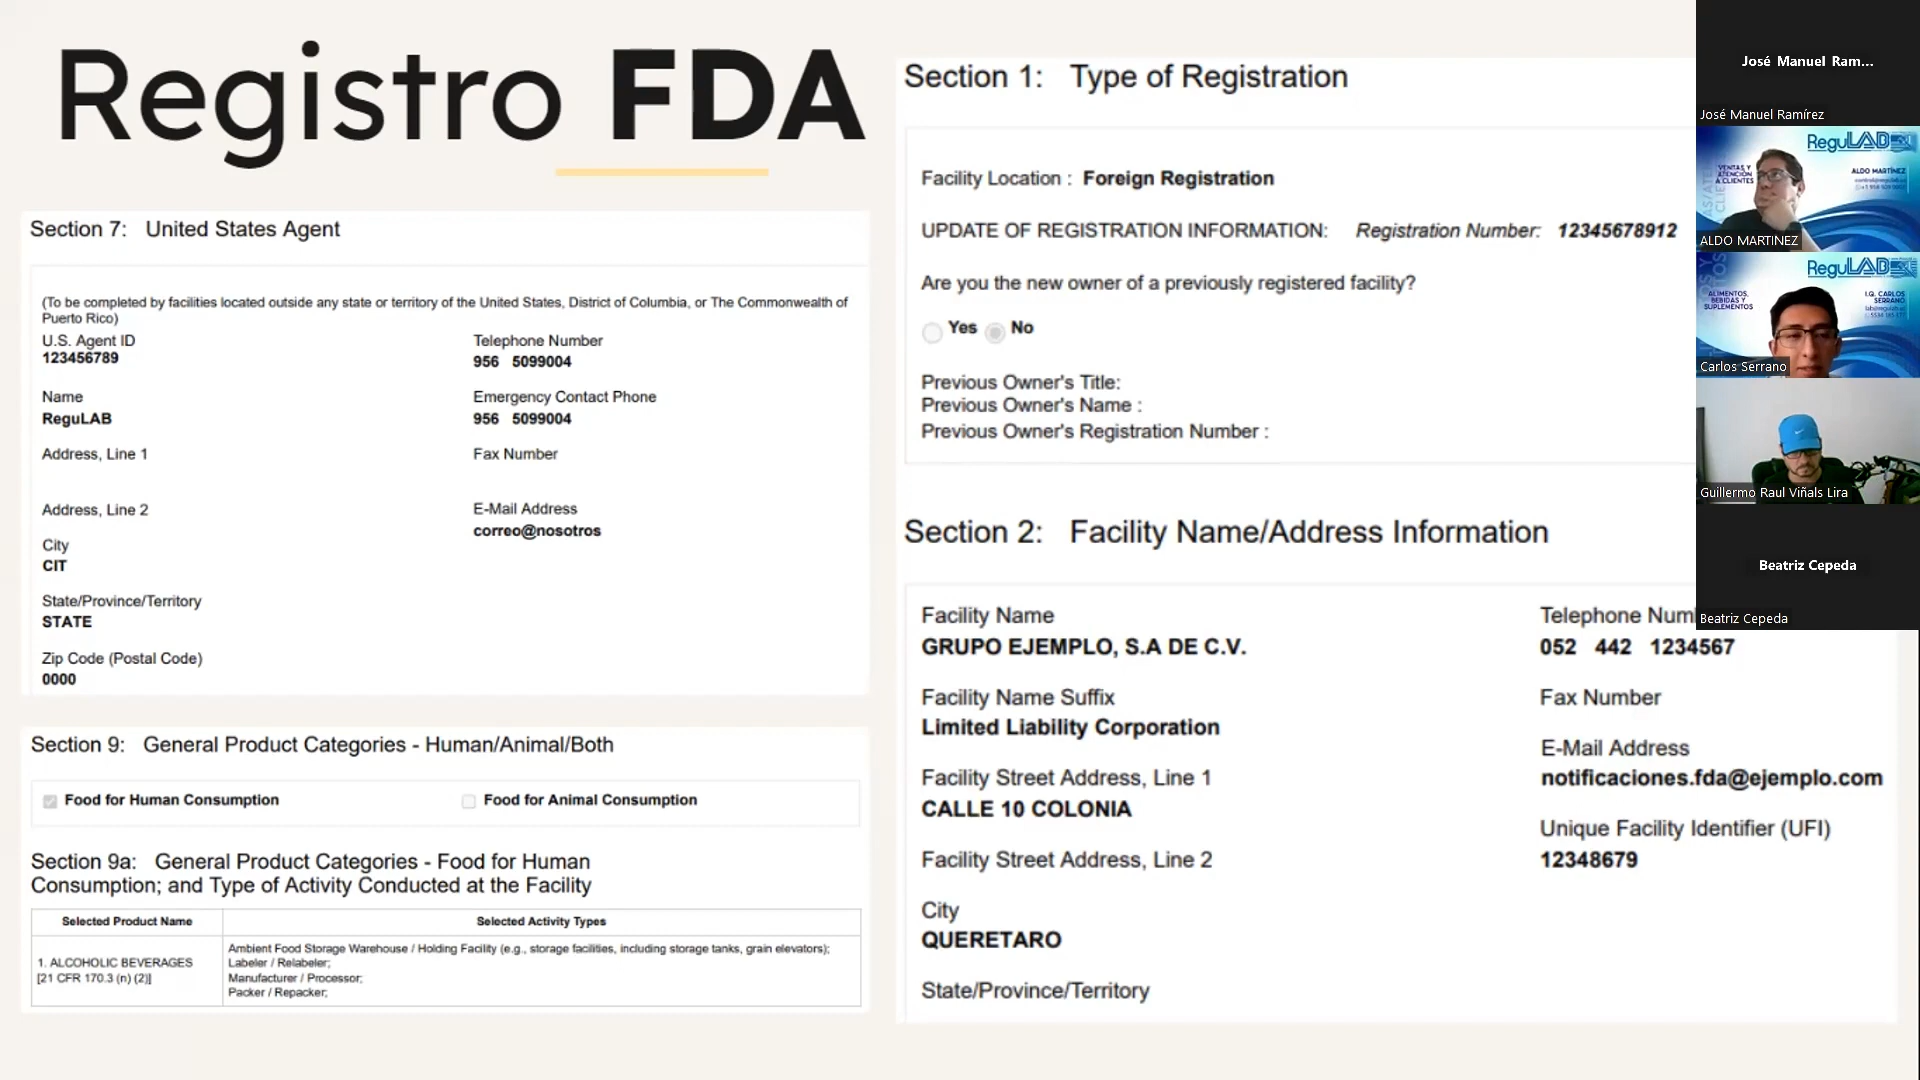 Registro FDA
Section 7: United States Agent
(To be completed by facilities located outside any state or territory of the United States, District of Columbia, or The Commonwealth of
Puerto Rico)
U.S. Agent ID
123456789
Telephone Number
956 5099004
Name
ReguLAB
Emergency Contact Phone
956 5099004
Address, Line 1
Fax Number
Address, Line 2
E-Mail Address
correo@nosotros
City
CIT
State/Province/Territory
STATE
Zip Code (Postal Code)
0000
Section 9: General Product Categories - Human/Animal/Both
Food for Human Consumption
Food for Animal Consumption
Section 9a: General Product Categories - Food for Human
Consumption; and Type of Activity Conducted at the Facility
Selected Product Name
Selected Activity Types
1. ALCOHOLIC BEVERAGES
[21 CFR 170.3 (n) (2)]
Ambient Food Storage Warehouse / Holding Facility (e.g., storage facilities, including storage tanks, grain elevators);
Labeler / Relabeler;
Manufacturer / Processor;
Packer / Repacker;
Section 1: Type of Registration
Facility Location : Foreign Registration
UPDATE OF REGISTRATION INFORMATION: Registration Number: 12345678912
Are you the new owner of a previously registered facility?
Yes No
Previous Owner's Title:
Previous Owner's Name :
Previous Owner's Registration Number :
Section 2: Facility Name/Address Information
Facility Name
GRUPO EJEMPLO, S.A DE C.V.
Facility Name Suffix
Limited Liability Corporation
Facility Street Address, Line 1
CALLE 10 COLONIA
Facility Street Address, Line 2
City
QUERETARO
State/Province/Territory
Telephone Num
052 442 1234567
Fax Number
E-Mail Address
notificaciones.fda@ejemplo.com
Unique Facility Identifier (UFI)
12348679
José Manuel Ram...
José Manuel Ramírez
ReguLAB
VENTAS Y
ATENCIÓN
A CLIENTES
ALDO MARTÍNEZ
ALDO MARTINEZ
ReguLAB
ALIMENTOS,
BEBIDAS Y
SUPLEMENTOS
I.Q. CARLOS
SERRANO
Carlos Serrano
Guillermo Raul Viñals Lira
Beatriz Cepeda
Beatriz Cepeda